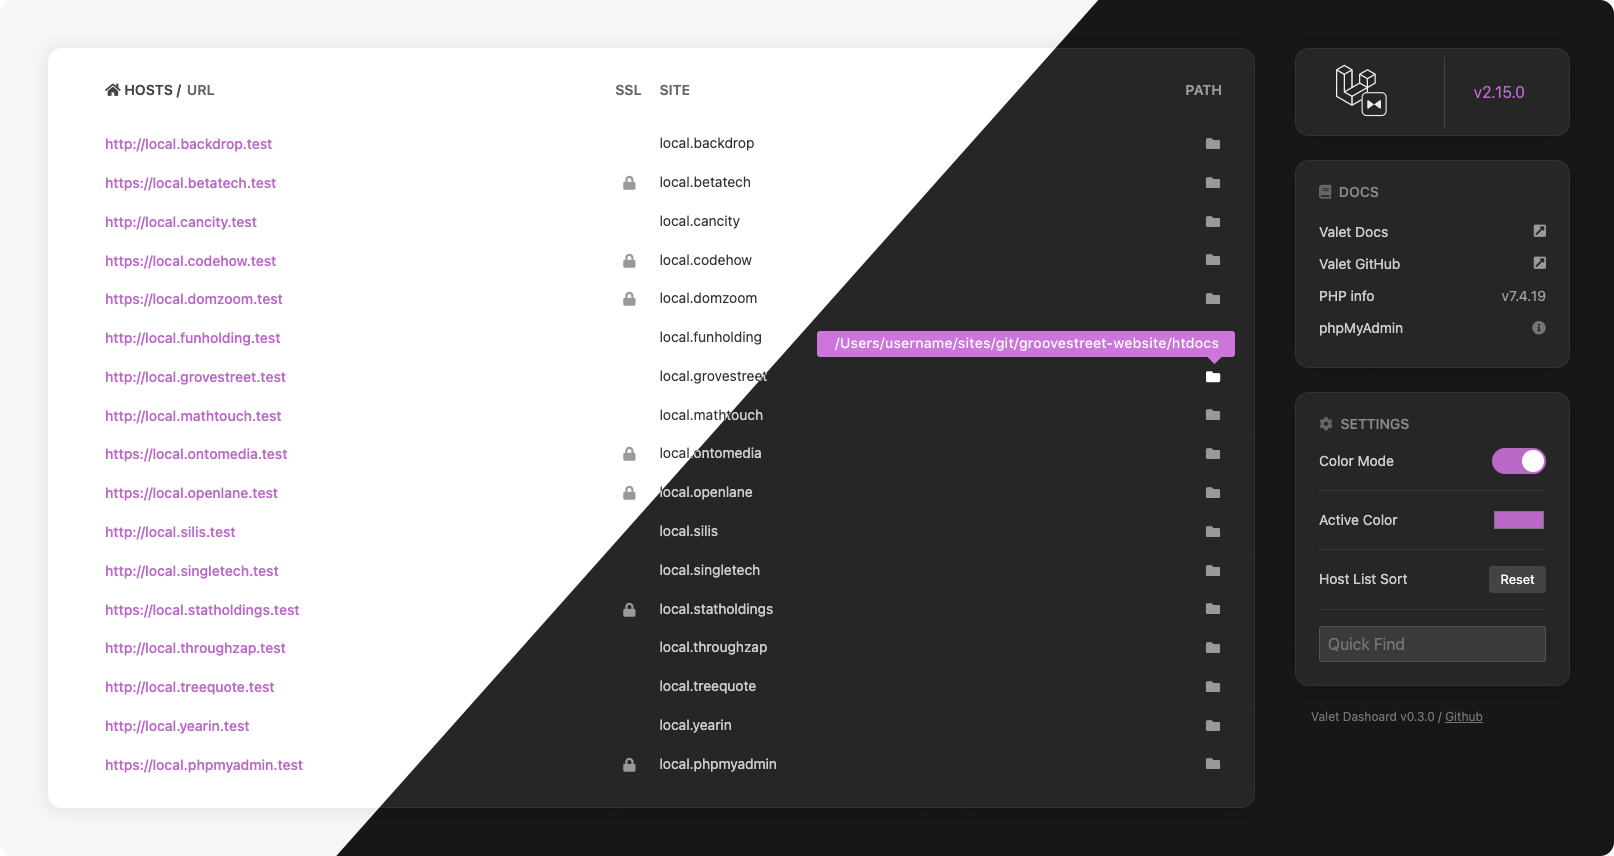 HOSTS / URL SSL SITE PATH
http://local.backdrop.test local.backdrop
https://local.betatech.test local.betatech
http://local.cancity.test local.cancity
https://local.codehow.test local.codehow
https://local.domzoom.test local.domzoom
http://local.funholding.test local.funholding
/Users/username/sites/git/groovestreet-website/htdocs
http://local.grovestreet.test local.grovestreet
http://local.mathtouch.test local.mathtouch
http://local.ontomedia.test local.ontomedia
https://local.openlane.test local.openlane
http://local.silis.test local.silis
http://local.singletech.test local.singletech
https://local.statholdings.test local.statholdings
http://local.throughzap.test local.throughzap
http://local.treequote.test local.treequote
http://local.yearin.test local.yearin
https://local.phpmyadmin.test local.phpmyadmin
v2.15.0
DOCS
Valet Docs
Valet GitHub
PHP info v7.4.19
phpMyAdmin
SETTINGS
Color Mode
Active Color
Host List Sort Reset
Quick Find
Valet Dashoard v0.3.0 / Github